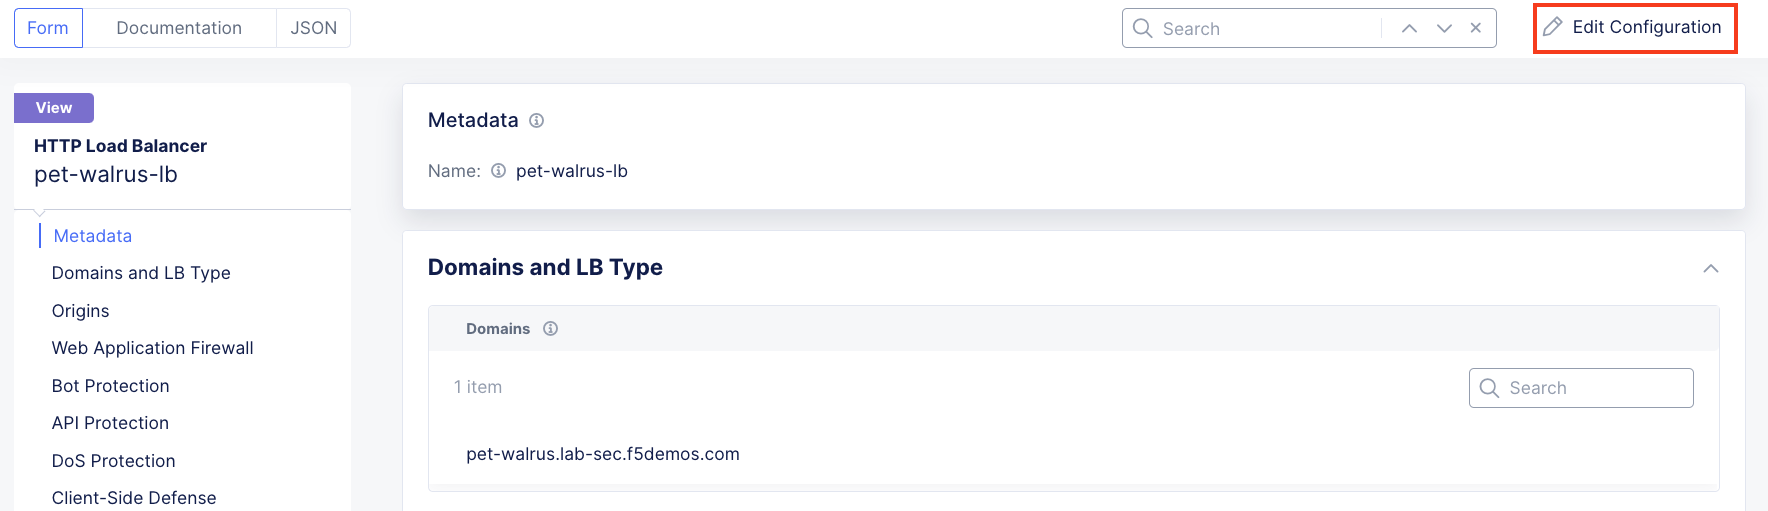 Form
Documentation
JSON
Search
Edit Configuration
View
HTTP Load Balancer
pet-walrus-lb
Metadata
Domains and LB Type
Origins
Web Application Firewall
Bot Protection
API Protection
DoS Protection
Client-Side Defense
Metadata
Name: pet-walrus-lb
Domains and LB Type
Domains
1 item
Search
pet-walrus.lab-sec.f5demos.com